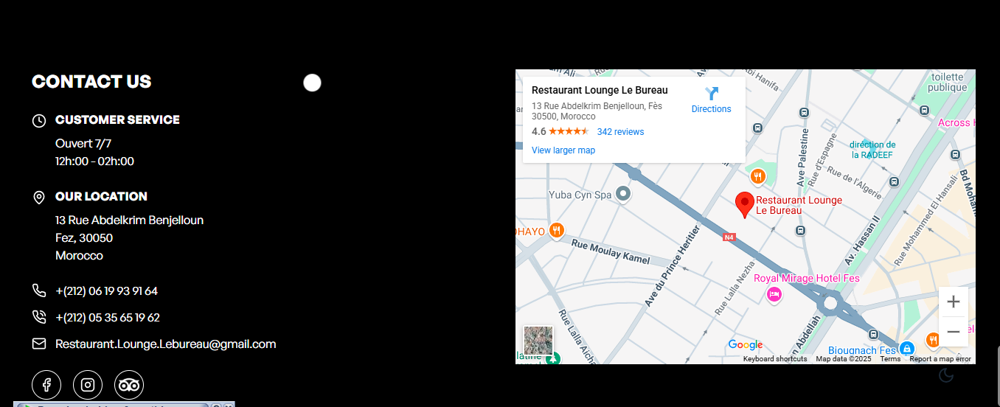 CONTACT US
CUSTOMER SERVICE
Ouvert 7/7
12h:00 - 02h:00
OUR LOCATION
13 Rue Abdelkrim Benjelloun
Fez, 30050
Morocco
+(212) 06 19 93 91 64
+(212) 05 35 65 19 62
Restaurant.Lounge.Lebureau@gmail.com
Restaurant Lounge Le Bureau
13 Rue Abdelkrim Benjelloun, Fès
30500, Morocco
Directions
4.6
342 reviews
View larger map
Abi Hanifa
toilette
publique
Across H
Ave Palestine
Rue d'Espagne
diréction de
la RADEEF
Rue de l'Algerie
Bd Moham
Yuba Cyn Spa
Restaurant Lounge
Le Bureau
OHAYO
N4
Rue Moulay Kamel
Ave du Prince Heritier
Av. Hassan II
Rue Mohammed El Hansali
Rue Lalla Nezha
Royal Mirage Hotel Fes
Rue Lalla Aicha
n Abdellah
Google
Biougnach Fes
Keyboard shortcuts
Map data ©2025
Terms
Report a map error